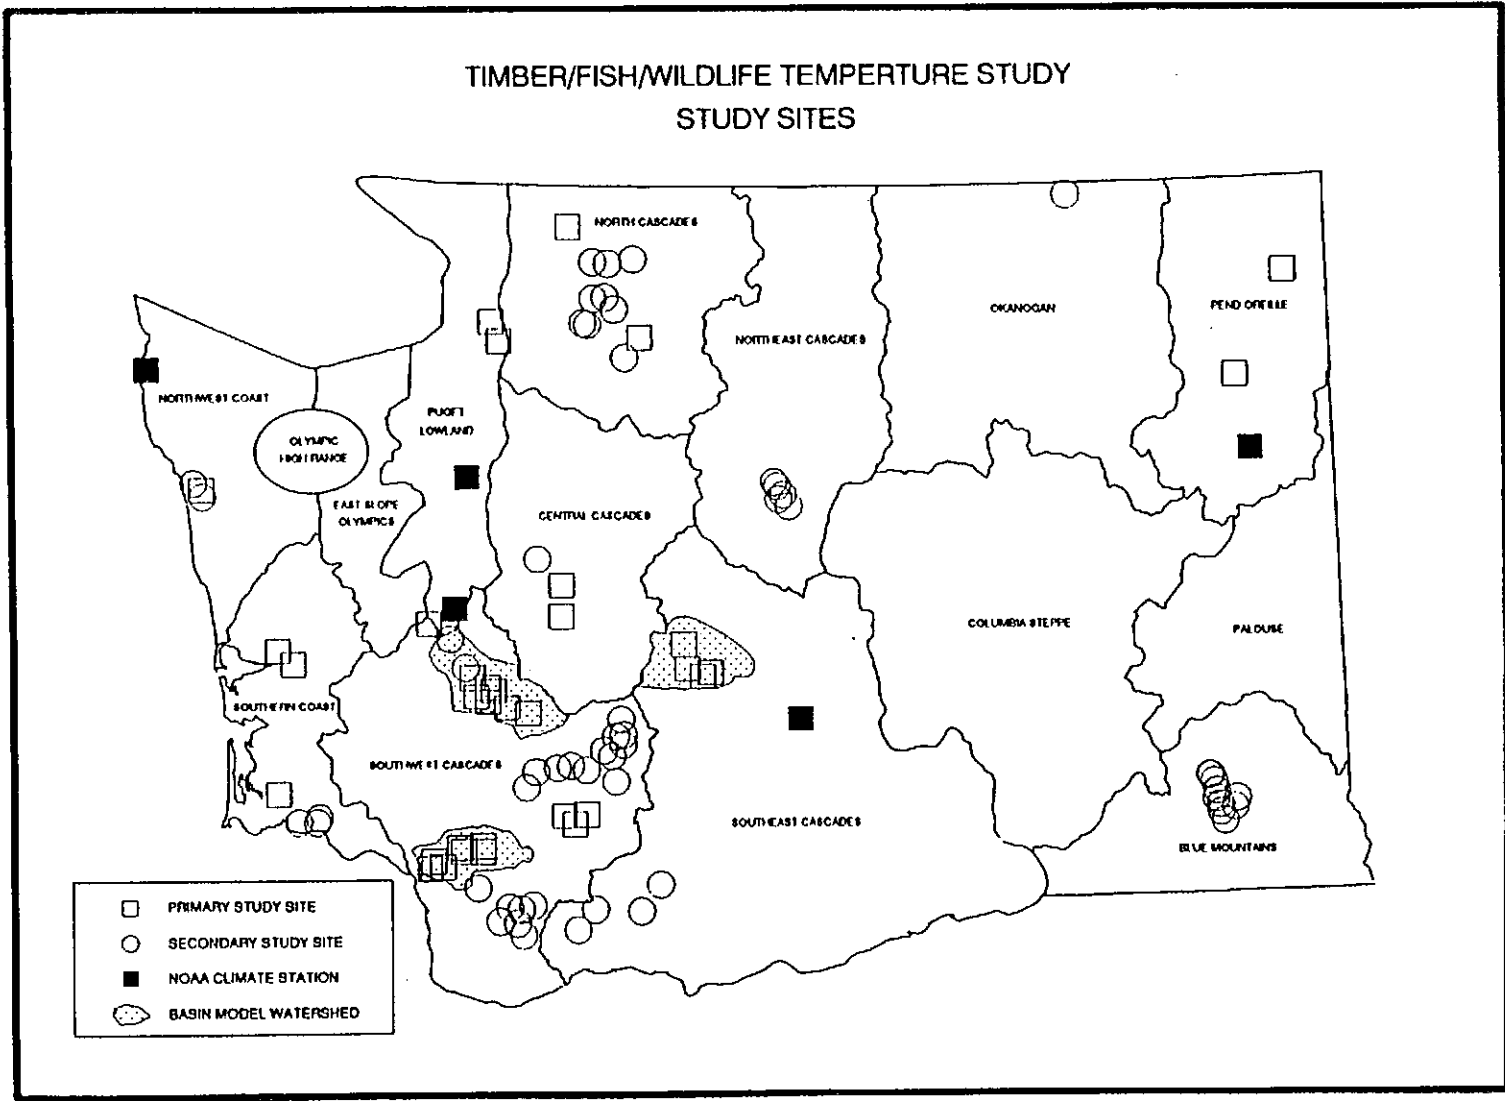 TIMBER/FISH/WILDLIFE TEMPERTURE STUDY
STUDY SITES
NORTH CASCADES
OKANOGAN
PEND OREILLE
NORTHEAST CASCADES
NORTHWEST COAST
PUGET
LOWLAND
OLYMPIC
HIGH RANGE
EAST SLOPE
OLYMPICS
CENTRAL CASCADES
COLUMBIA STEPPE
PALOUSE
SOUTHERN COAST
SOUTHWEST CASCADES
SOUTHEAST CASCADES
BLUE MOUNTAINS
PRIMARY STUDY SITE
SECONDARY STUDY SITE
NOAA CLIMATE STATION
BASIN MODEL WATERSHED